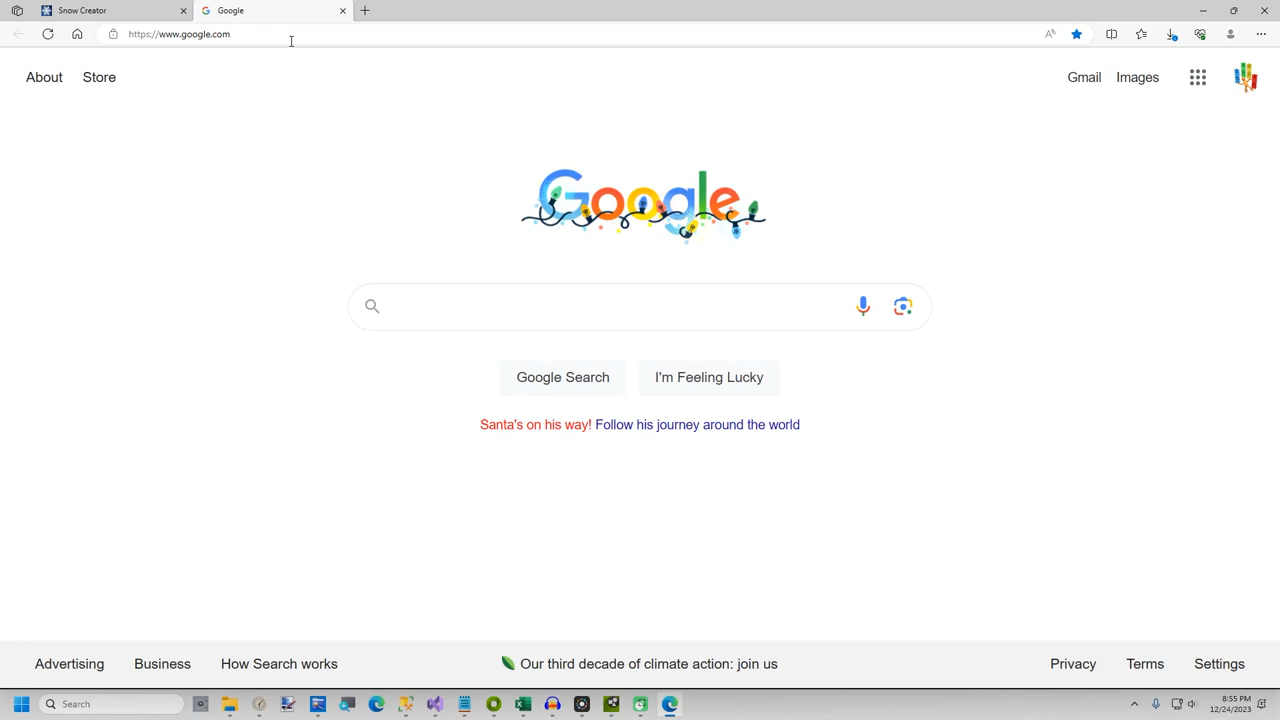 Snow Creator
Google
https://www.google.com
About Store
Gmail Images
Google
Google Search
I'm Feeling Lucky
Santa's on his way! Follow his journey around the world
Advertising Business How Search works
Our third decade of climate action: join us
Privacy Terms Settings
Search
8:55 PM
12/24/2023